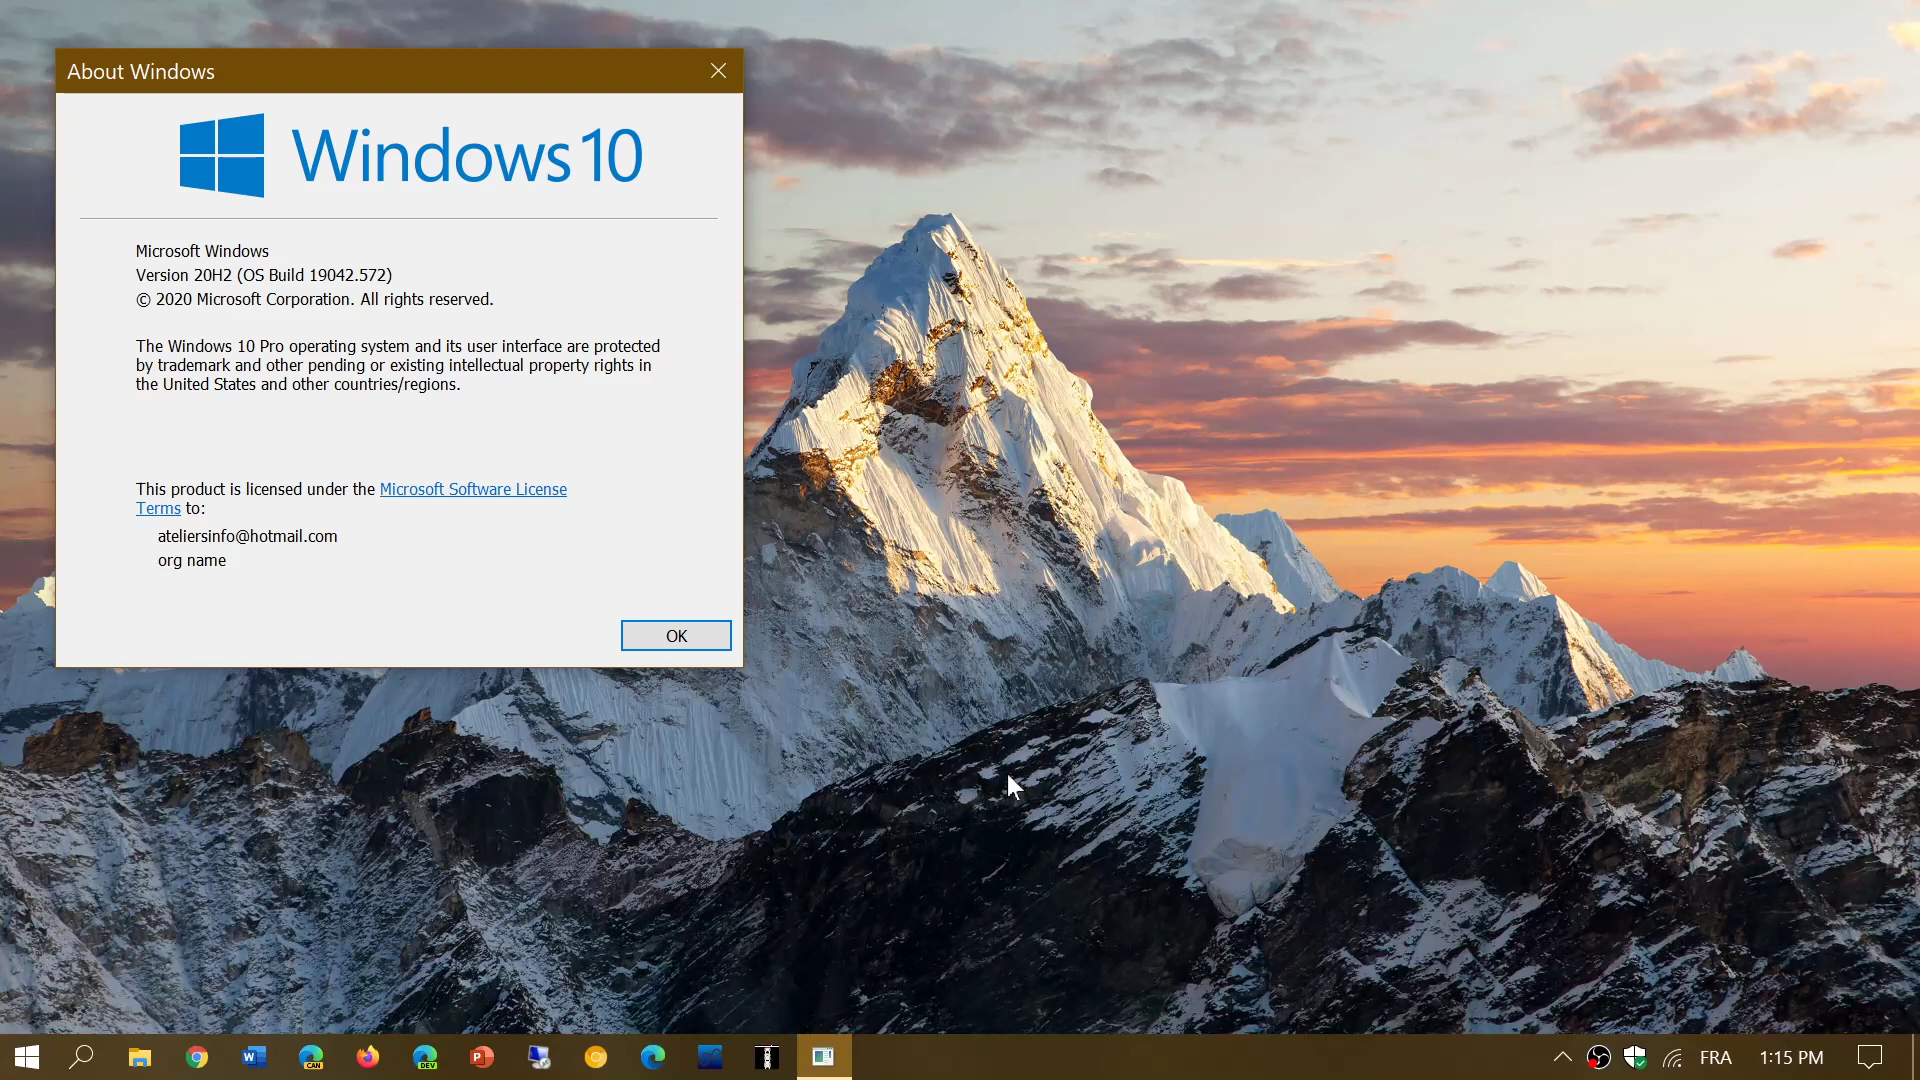 About Windows
Windows 10
Microsoft Windows
Version 20H2 (OS Build 19042.572)
© 2020 Microsoft Corporation. All rights reserved.
The Windows 10 Pro operating system and its user interface are protected
by trademark and other pending or existing intellectual property rights in
the United States and other countries/regions.
This product is licensed under the Microsoft Software License
Terms to:
ateliersinfo@hotmail.com
org name
OK
W
CAN
DEV
P
FRA
1:15 PM